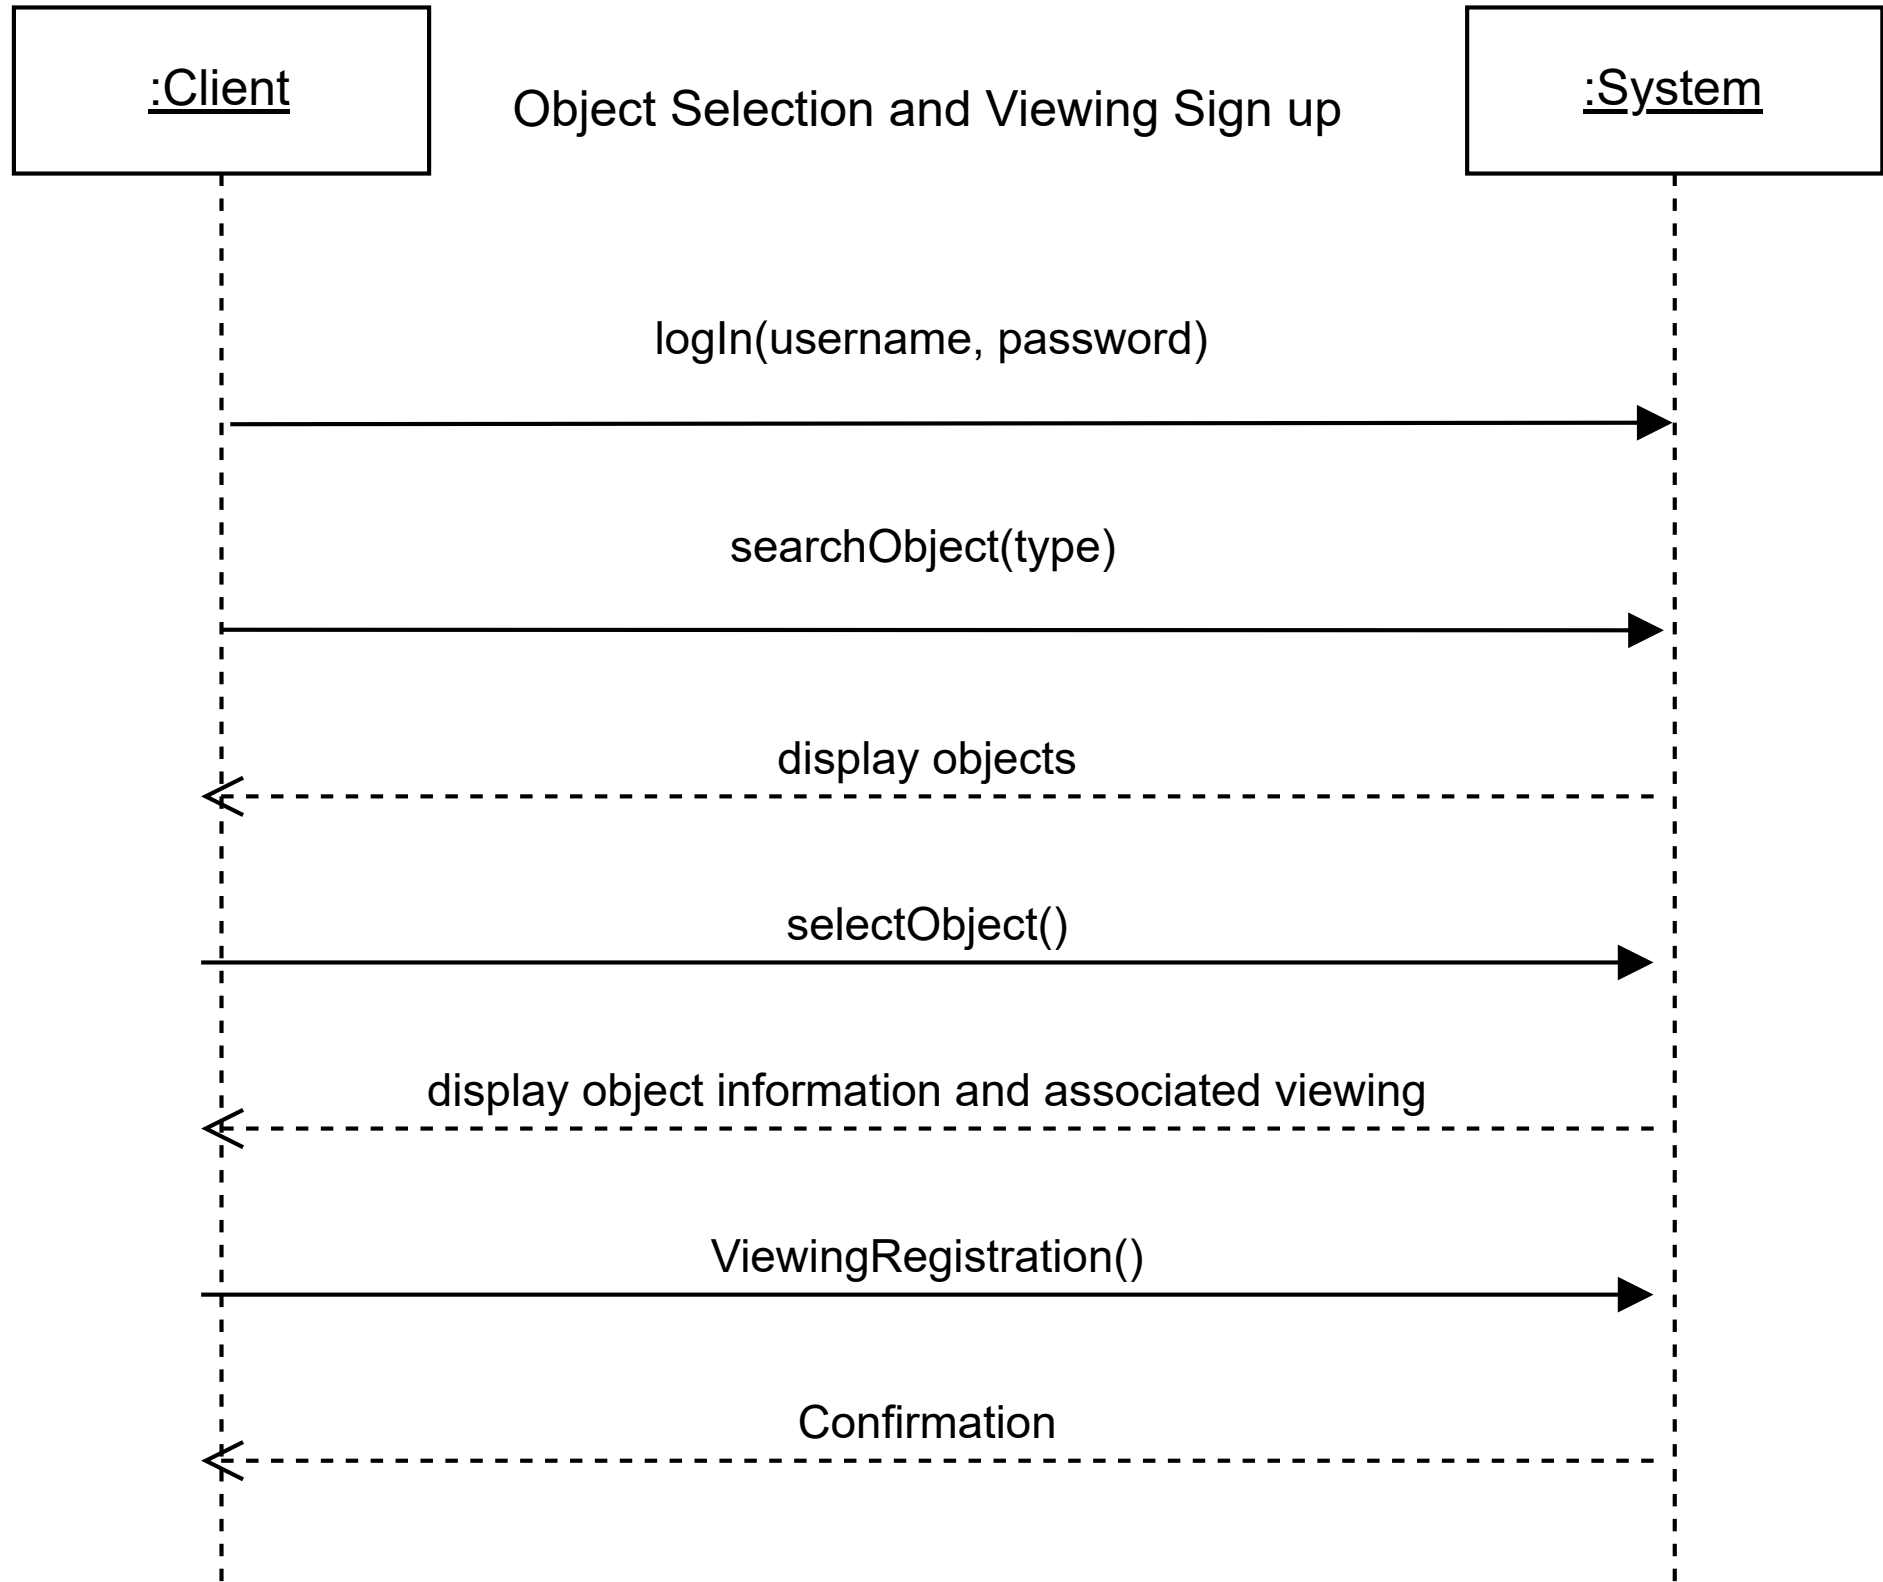 :Client
Object Selection and Viewing Sign up
:System
logIn(username, password)
searchObject(type)
display objects
selectObject()
display object information and associated viewing
ViewingRegistration()
Confirmation